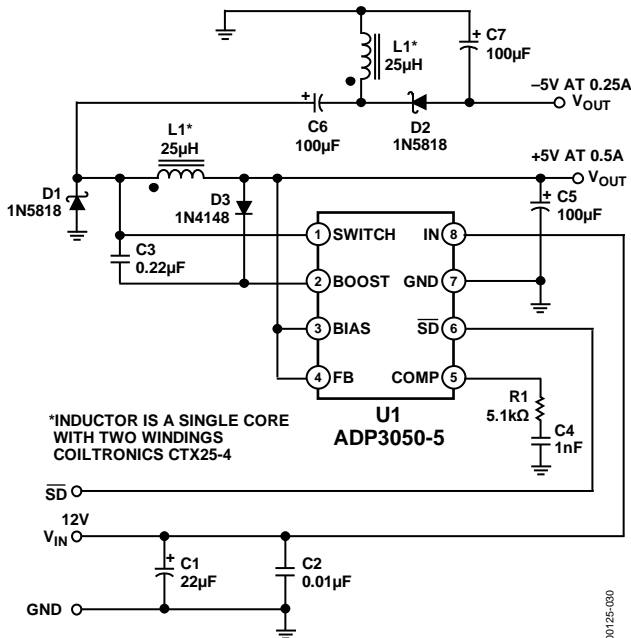 L1*
25µH
+ C7
100µF
–5V AT 0.25A
VOUT
+
C6
100µF
D2
1N5818
L1*
25µH
+5V AT 0.5A
VOUT
D1
1N5818
D3
1N4148
+ C5
100µF
C3
0.22µF
1 SWITCH IN 8
2 BOOST GND 7
3 BIAS SD 6
4 FB COMP 5
R1
5.1kΩ
C4
1nF
U1
ADP3050-5
*INDUCTOR IS A SINGLE CORE
WITH TWO WINDINGS
COILTRONICS CTX25-4
SD
12V
VIN
+ C1
22µF
C2
0.01µF
GND
00125-030